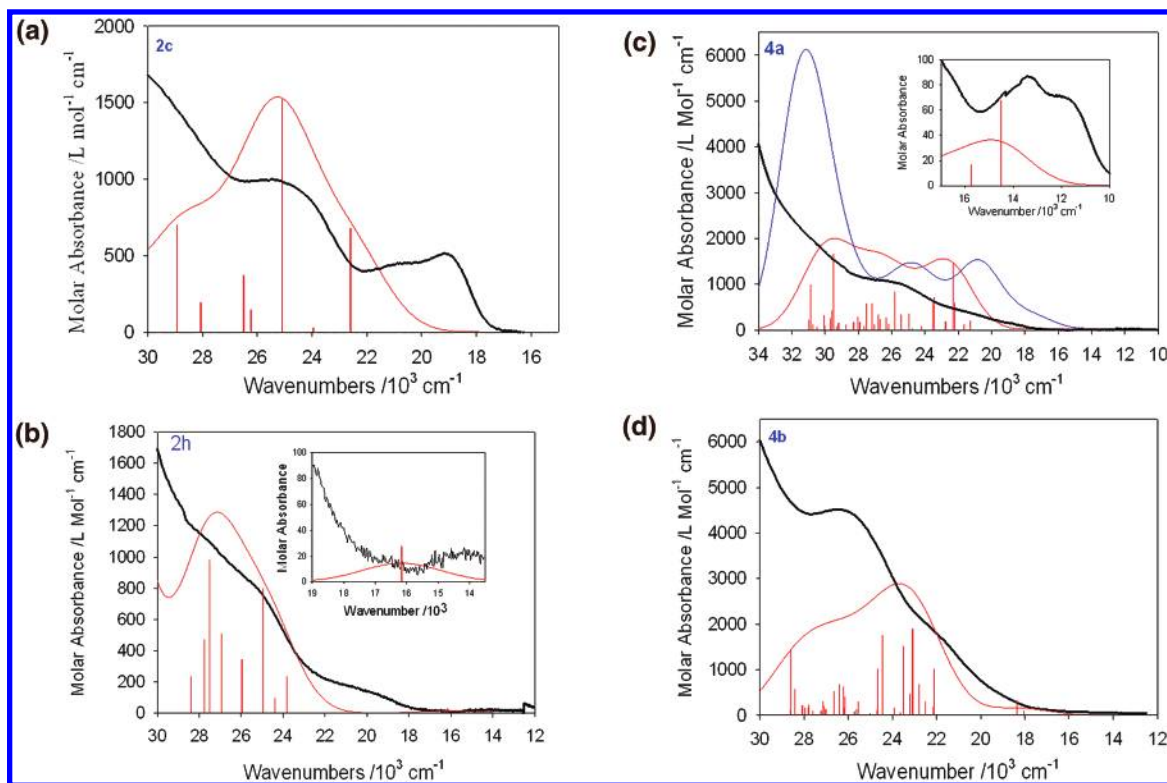 (a)
2c
2000
1500
1000
500
0
30 28 26 24 22 20 18 16
Molar Absorbance /L mol-1 cm-1
Wavenumbers /10³ cm-1
(c)
4a
6000
5000
4000
3000
2000
1000
0
34 32 30 28 26 24 22 20 18 16 14 12 10
Molar Absorbance /L Mol-1 cm-1
Wavenumbers /10³ cm-1
100
80
60
40
20
0
16 14 12 10
Molar Absorbance
Wavenumber /10³ cm-1
(b)
2h
1800
1600
1400
1200
1000
800
600
400
200
0
30 28 26 24 22 20 18 16 14 12
Molar Absorbance /L Mol-1 cm-1
Wavenumbers /10³ cm-1
100
80
60
40
20
0
19 18 17 16 15 14
Molar Absorbance
Wavenumber /10³
(d)
4b
6000
5000
4000
3000
2000
1000
0
30 28 26 24 22 20 18 16 14 12
Molar Absorbance /L Mol-1 cm-1
Wavenumbers /10³ cm-1